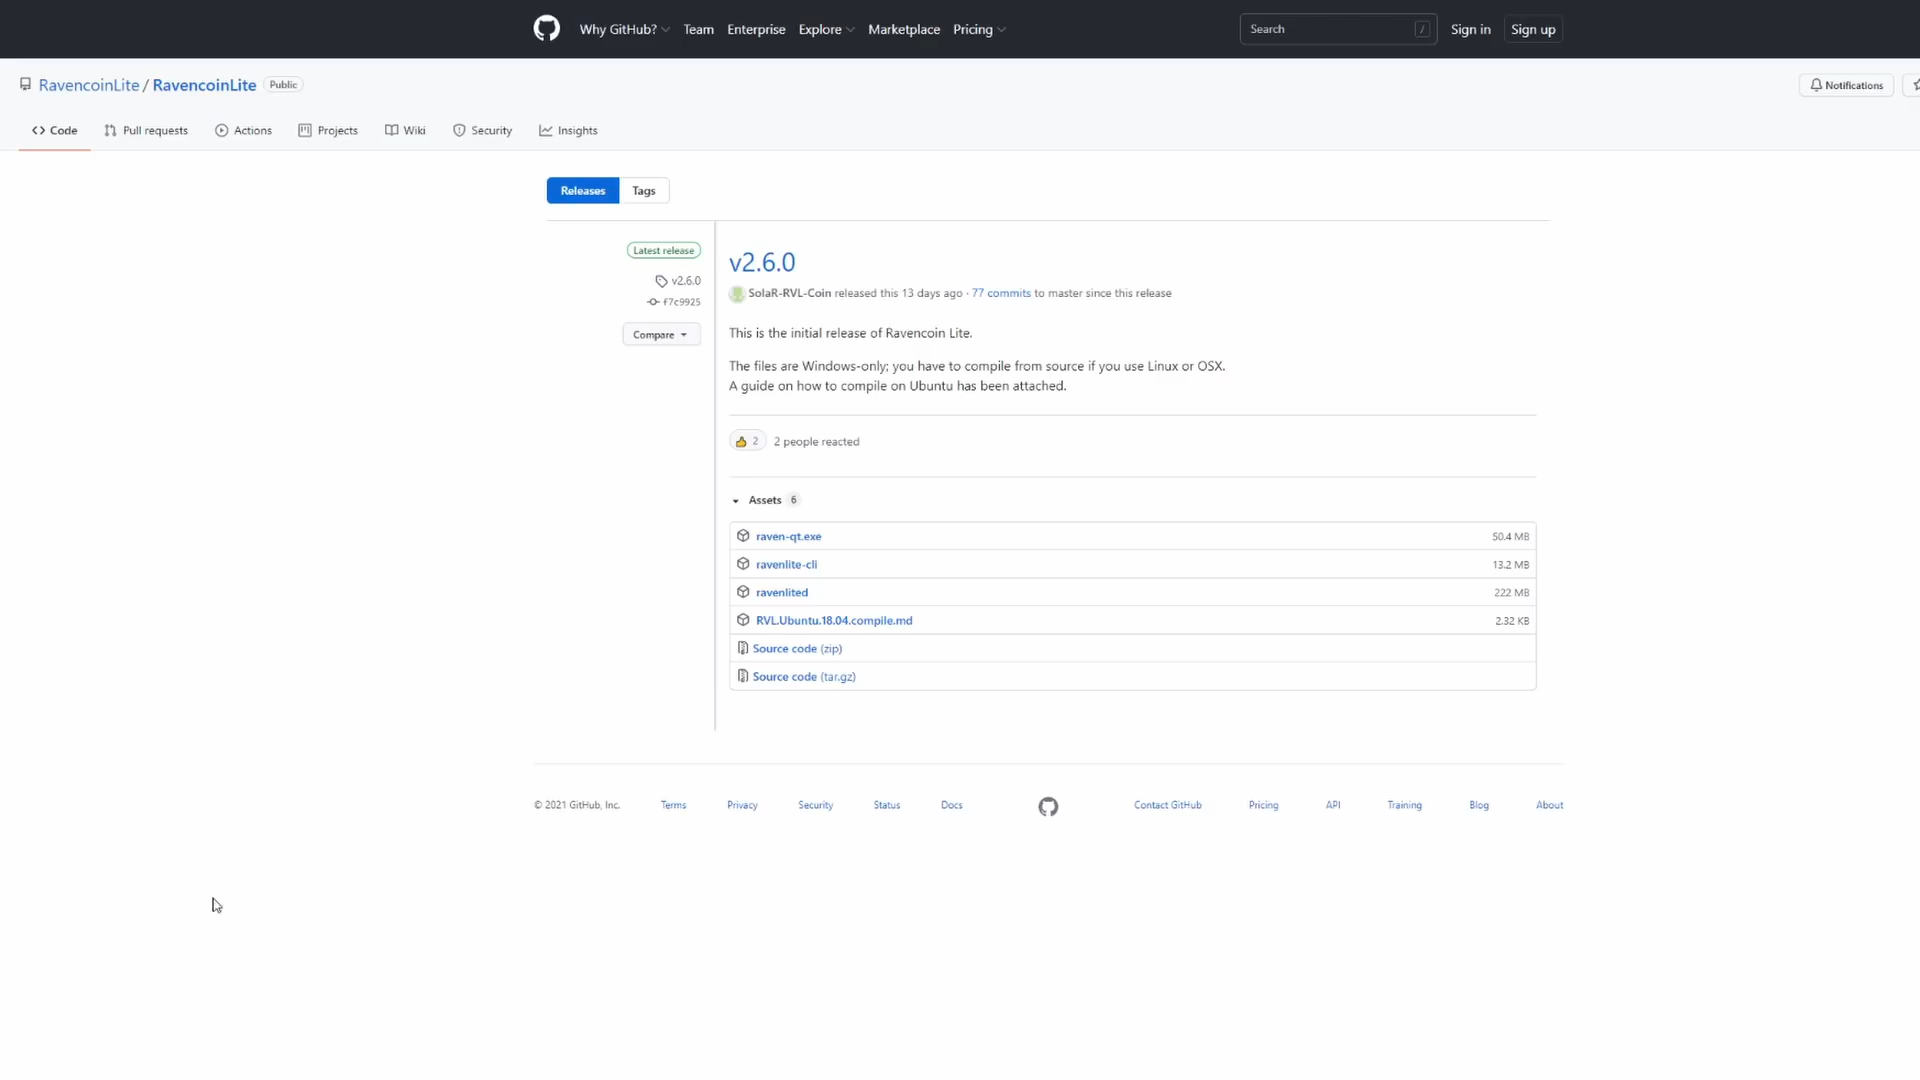 Why GitHub? Team Enterprise Explore Marketplace Pricing Search / Sign in Sign up
RavencoinLite / RavencoinLite Public Notifications
Code Pull requests Actions Projects Wiki Security Insights
Releases Tags
Latest release
v2.6.0
f7c9925
Compare
v2.6.0
SolaR-RVL-Coin released this 13 days ago · 77 commits to master since this release
This is the initial release of Ravencoin Lite.
The files are Windows-only; you have to compile from source if you use Linux or OSX.
A guide on how to compile on Ubuntu has been attached.
👍 2 2 people reacted
Assets 6
raven-qt.exe 50.4 MB
ravenlite-cli 13.2 MB
ravenlited 222 MB
RVL.Ubuntu.18.04.compile.md 2.32 KB
Source code (zip)
Source code (tar.gz)
© 2021 GitHub, Inc. Terms Privacy Security Status Docs Contact GitHub Pricing API Training Blog About